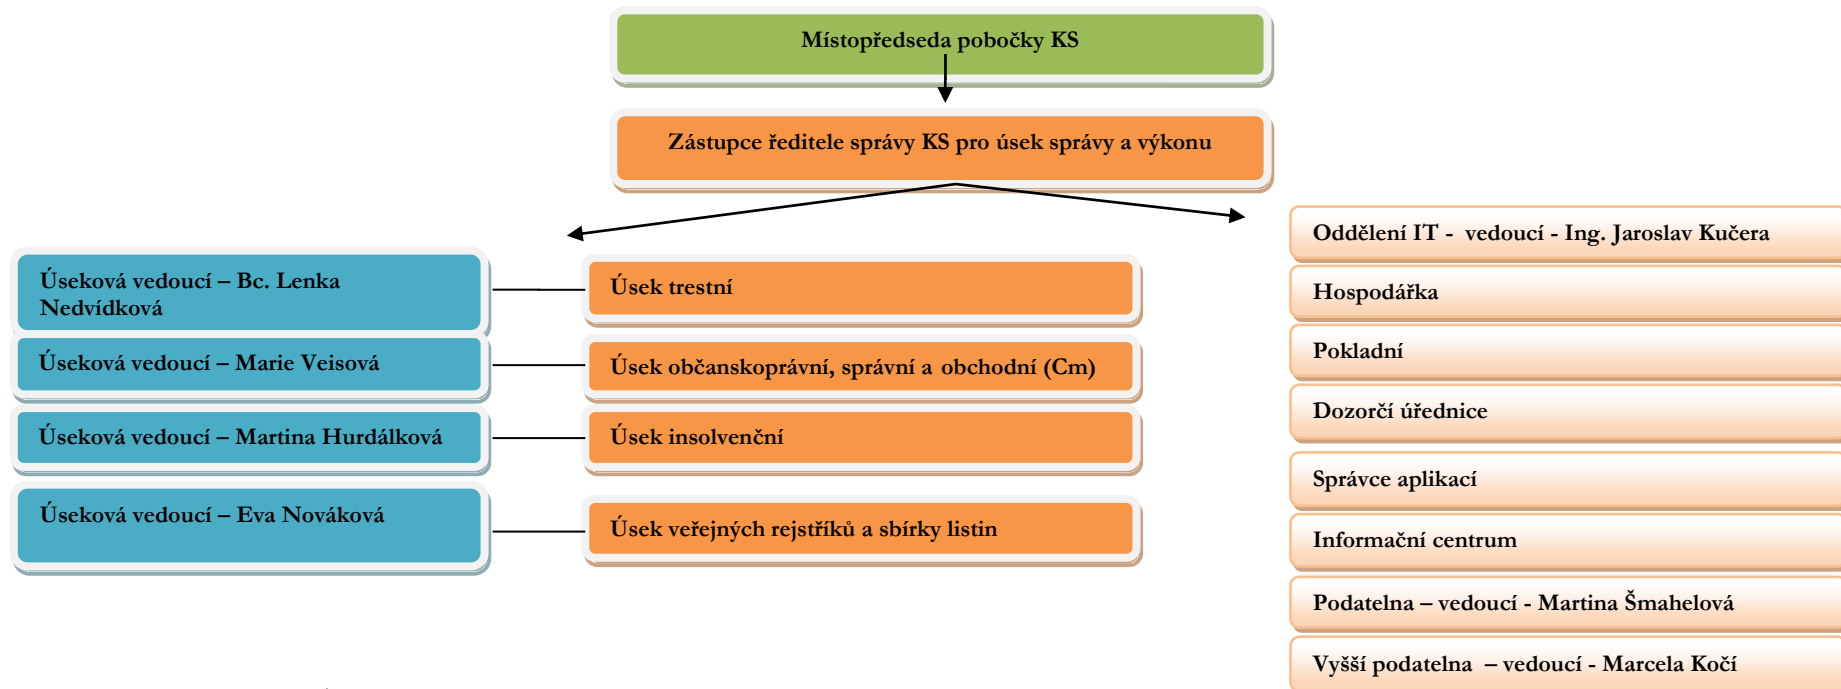 Místopředseda pobočky KS
Zástupce ředitele správy KS pro úsek správy a výkonu
Úseková vedoucí – Bc. Lenka
Nedvídková
Úsek trestní
Úseková vedoucí – Marie Veisová
Úsek občanskoprávní, správní a obchodní (Cm)
Úseková vedoucí – Martina Hurdálková
Úsek insolvenční
Úseková vedoucí – Eva Nováková
Úsek veřejných rejstříků a sbírky listin
Oddělení IT - vedoucí - Ing. Jaroslav Kučera
Hospodářka
Pokladní
Dozorčí úřednice
Správce aplikací
Informační centrum
Podatelna – vedoucí - Martina Šmahelová
Vyšší podatelna – vedoucí - Marcela Kočí